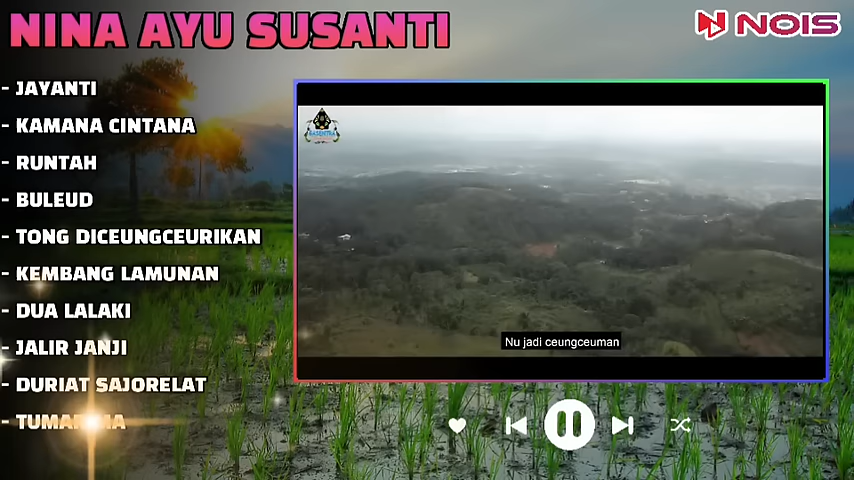 NINA AYU SUSANTI
NOIS
- JAYANTI
- KAMANA CINTANA
- RUNTAH
- BULEUD
- TONG DICEUNGCEURIKAN
- KEMBANG LAMUNAN
- DUA LALAKI
- JALIR JANJI
- DURIAT SAJORELAT
Nu jadi ceungceuman